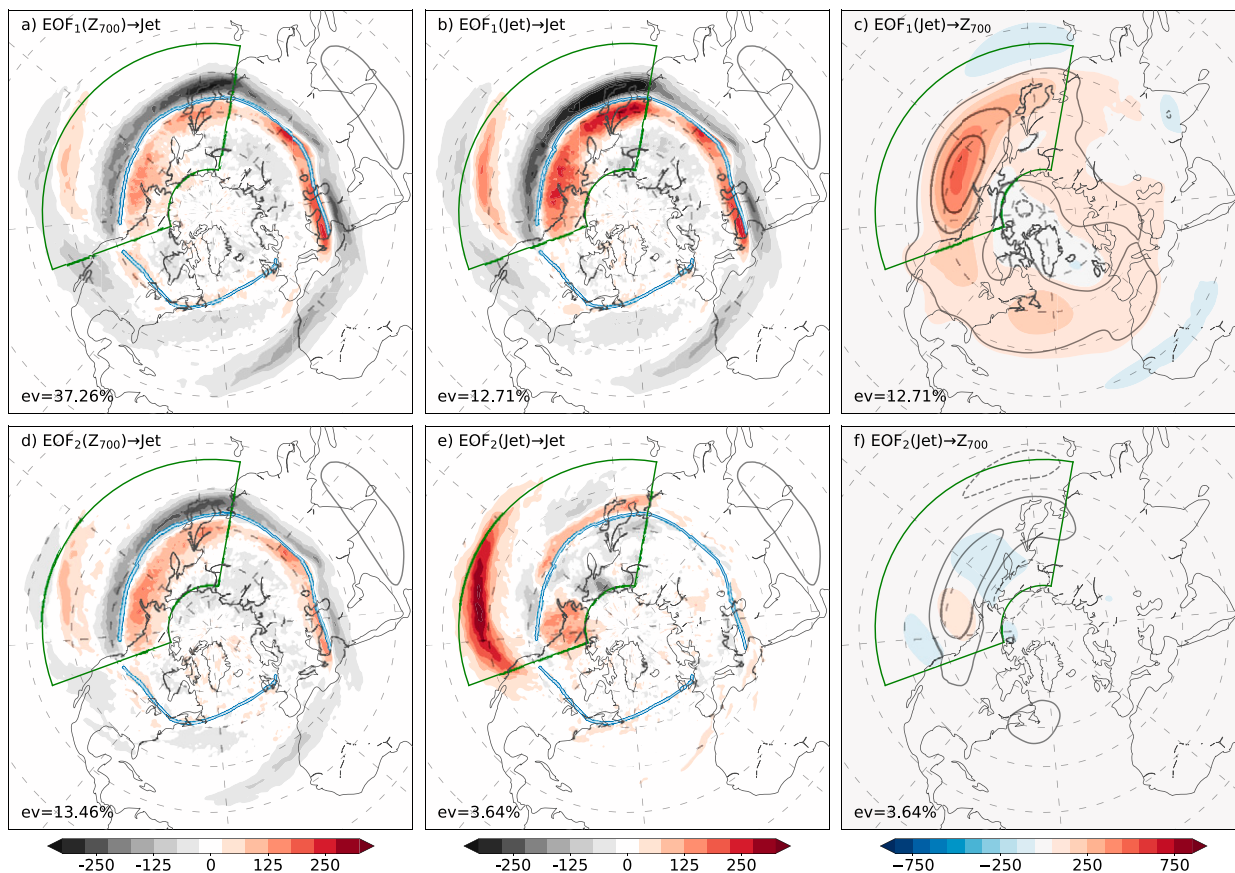 a) EOF₁(Z₇₀₀)→Jet
b) EOF₁(Jet)→Jet
c) EOF₁(Jet)→Z₇₀₀
ev=37.26%
ev=12.71%
ev=12.71%
d) EOF₂(Z₇₀₀)→Jet
e) EOF₂(Jet)→Jet
f) EOF₂(Jet)→Z₇₀₀
ev=13.46%
ev=3.64%
ev=3.64%
-250 -125 0 125 250
-250 -125 0 125 250
−750 −250 250 750